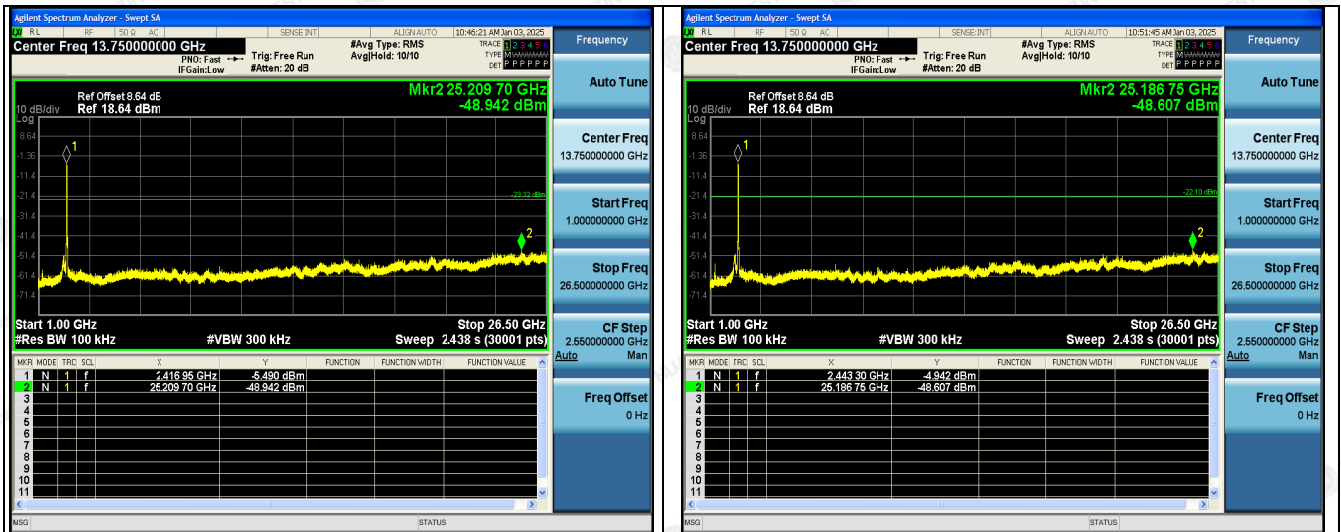 Agilent Spectrum Analyzer - Swept SA
RL RF 50 Ω AC SENSE:INT ALIGN AUTO 10:46:21 AM Jan 03, 2025
Center Freq 13.750000000 GHz
PNO: Fast
IFGain:Low
Trig: Free Run
#Atten: 20 dB
#Avg Type: RMS
Avg|Hold: 10/10
TRACE 1 2 3 4 5 6
TYPE M
DET P P P P P P
Mkr2 25.209 70 GHz
-48.942 dBm
Ref Offset 8.64 dB
10 dB/div Ref 18.64 dBm
Log
8.64
-1.36
-11.4
-21.4
-31.4
-41.4
-51.4
-61.4
-71.4
1
-23.32 dBm
2
Start 1.00 GHz Stop 26.50 GHz
#Res BW 100 kHz #VBW 300 kHz Sweep 2.438 s (30001 pts)
MKR MODE TRC SCL X Y FUNCTION FUNCTION WIDTH FUNCTION VALUE
1 N 1 f 2.416 95 GHz -5.490 dBm
2 N 1 f 25.209 70 GHz -48.942 dBm
3
4
5
6
7
8
9
10
11
MSG STATUS
Frequency
Auto Tune
Center Freq
13.750000000 GHz
Start Freq
1.000000000 GHz
Stop Freq
26.500000000 GHz
CF Step
2.550000000 GHz
Auto Man
Freq Offset
0 Hz
Agilent Spectrum Analyzer - Swept SA
RL RF 50 Ω AC SENSE:INT ALIGN AUTO 10:51:45 AM Jan 03, 2025
Center Freq 13.750000000 GHz
PNO: Fast
IFGain:Low
Trig: Free Run
#Atten: 20 dB
#Avg Type: RMS
Avg|Hold: 10/10
TRACE 1 2 3 4 5 6
TYPE M
DET P P P P P P
Mkr2 25.186 75 GHz
-48.607 dBm
Ref Offset 8.64 dB
10 dB/div Ref 18.64 dBm
Log
8.64
-1.36
-11.4
-21.4
-31.4
-41.4
-51.4
-61.4
-71.4
1
-22.10 dBm
2
Start 1.00 GHz Stop 26.50 GHz
#Res BW 100 kHz #VBW 300 kHz Sweep 2.438 s (30001 pts)
MKR MODE TRC SCL X Y FUNCTION FUNCTION WIDTH FUNCTION VALUE
1 N 1 f 2.443 30 GHz -4.942 dBm
2 N 1 f 25.186 75 GHz -48.607 dBm
3
4
5
6
7
8
9
10
11
MSG STATUS
Frequency
Auto Tune
Center Freq
13.750000000 GHz
Start Freq
1.000000000 GHz
Stop Freq
26.500000000 GHz
CF Step
2.550000000 GHz
Auto Man
Freq Offset
0 Hz